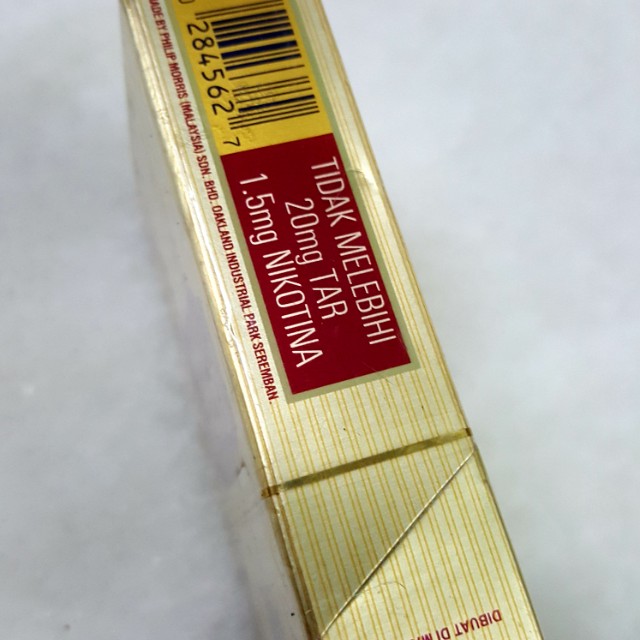 MADE BY PHILIP MORRIS (MALAYSIA) SDN. BHD. OAKLAND INDUSTRIAL PARK SEREMBAN.
284562 7
TIDAK MELEBIHI
20mg TAR
1.5mg NIKOTINA
DIBUAT DI